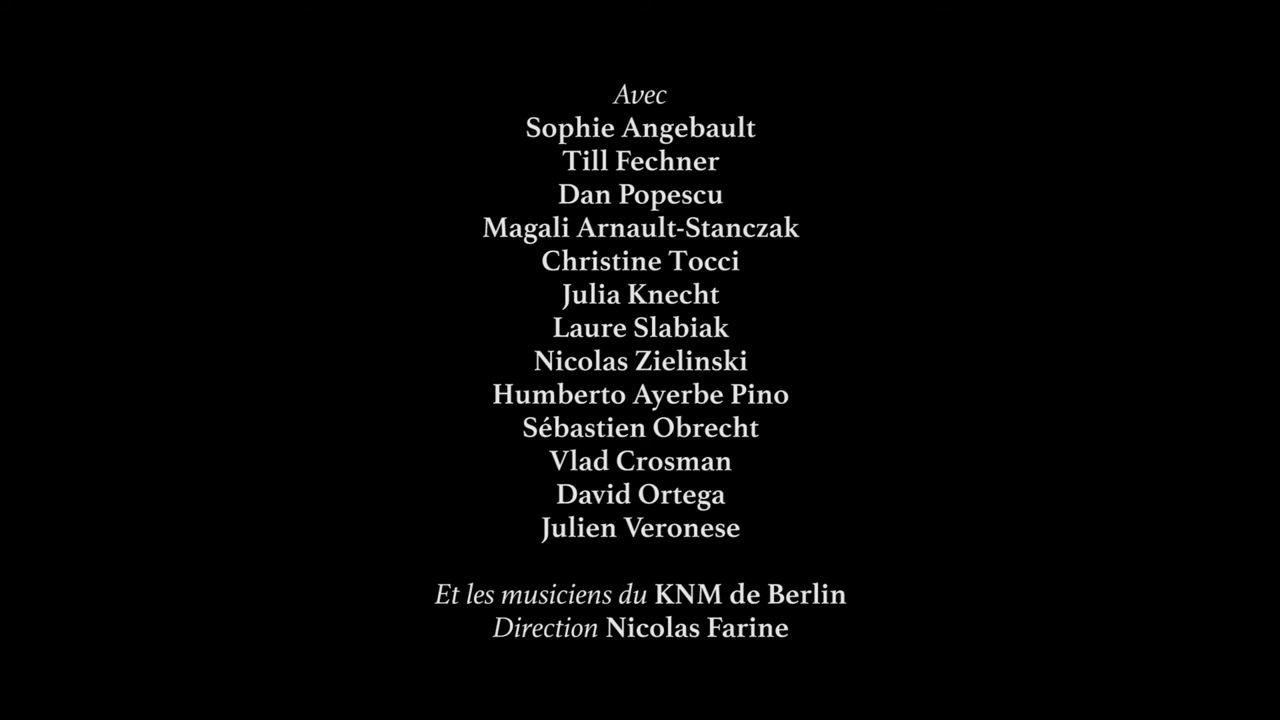 Avec
Sophie Angebault
Till Fechner
Dan Popescu
Magali Arnault-Stanczak
Christine Tocci
Julia Knecht
Laure Slabiak
Nicolas Zielinski
Humberto Ayerbe Pino
Sébastien Obrecht
Vlad Crosman
David Ortega
Julien Veronese
Et les musiciens du KNM de Berlin
Direction Nicolas Farine